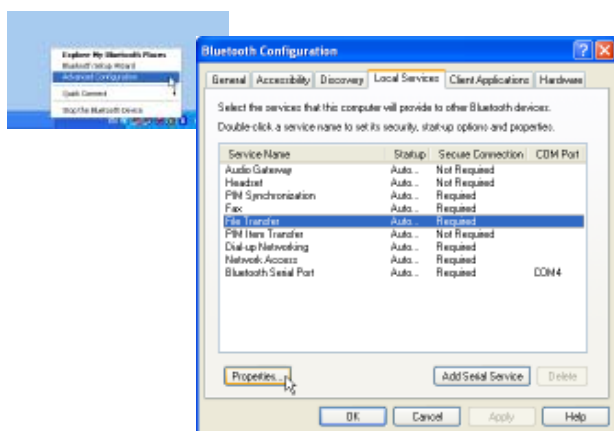 Explore My Bluetooth Places
Bluetooth Setup Wizard
Advanced Configuration
Quick Connect
Stop the Bluetooth Device
Bluetooth Configuration
General Accessibility Discovery Local Services Client Applications Hardware
Select the services that this computer will provide to other Bluetooth devices.
Double-click a service name to set its security, start-up options and properties.
Service Name Startup Secure Connection COM Port
Audio Gateway Auto... Not Required
Headset Auto... Not Required
PIM Synchronization Auto... Required
Fax Auto... Required
File Transfer Auto... Required
PIM Item Transfer Auto... Not Required
Dial-up Networking Auto... Required
Network Access Auto... Required
Bluetooth Serial Port Auto... Required COM4
Properties...
Add Serial Service Delete
OK Cancel Apply Help